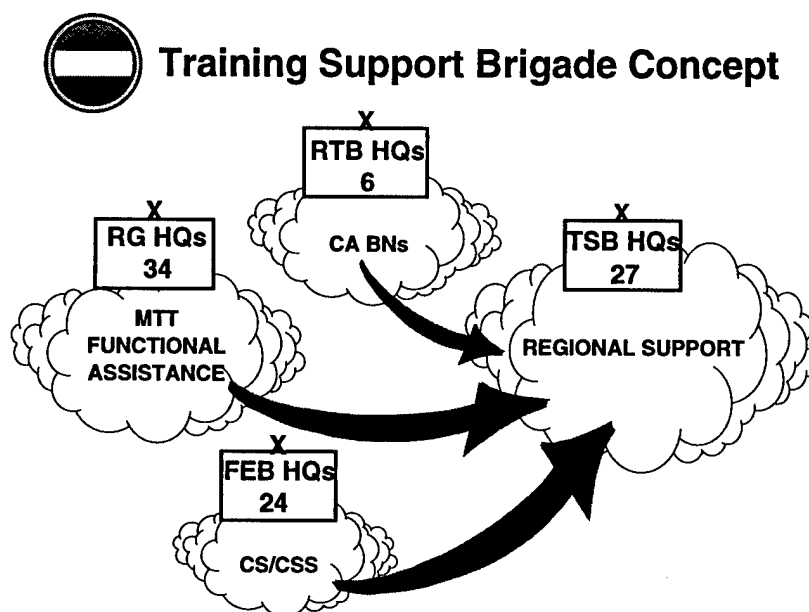 Training Support Brigade Concept
X
RTB HQs
6
CA BNs
X
RG HQs
34
MTT
FUNCTIONAL
ASSISTANCE
X
TSB HQs
27
REGIONAL SUPPORT
X
FEB HQs
24
CS/CSS